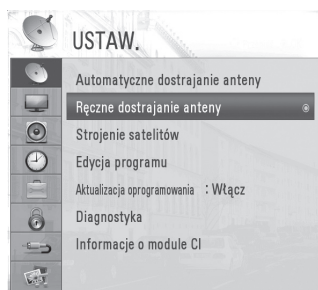 USTAW.
Automatyczne dostrajanie anteny
Ręczne dostrajanie anteny
Strojenie satelitów
Edycja programu
Aktualizacja oprogramowania : Włącz
Diagnostyka
Informacje o module CI